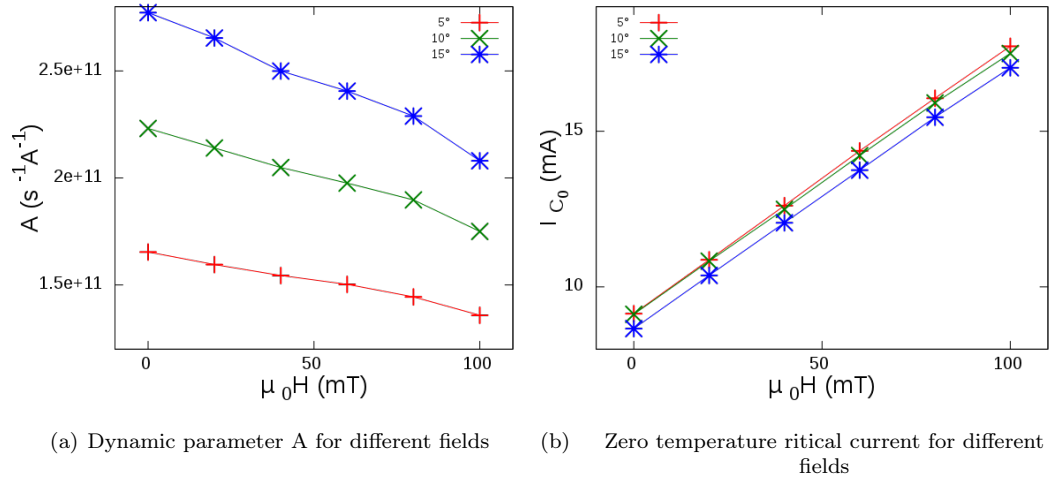 5°
10°
15°
2.5e+11
2e+11
1.5e+11
A (s⁻¹A⁻¹)
0
50
100
μ₀H (mT)
5°
10°
15°
15
10
I C₀ (mA)
0
50
100
μ₀H (mT)
(a) Dynamic parameter A for different fields
(b) Zero temperature ritical current for different
fields